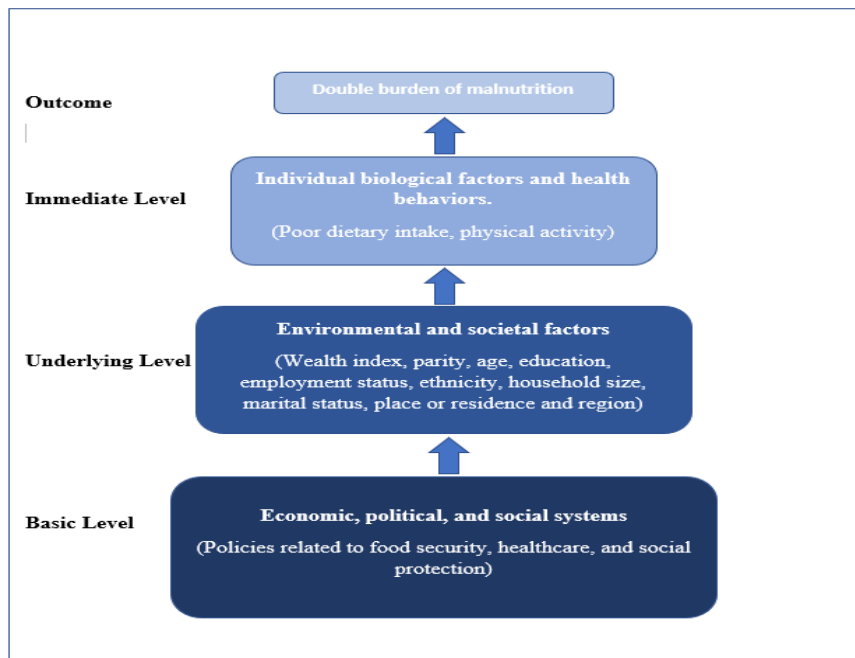 Outcome
Double burden of malnutrition
Immediate Level
Individual biological factors and health
behaviors.
(Poor dietary intake, physical activity)
Underlying Level
Environmental and societal factors
(Wealth index, parity, age, education,
employment status, ethnicity, household size,
marital status, place or residence and region)
Basic Level
Economic, political, and social systems
(Policies related to food security, healthcare, and social
protection)